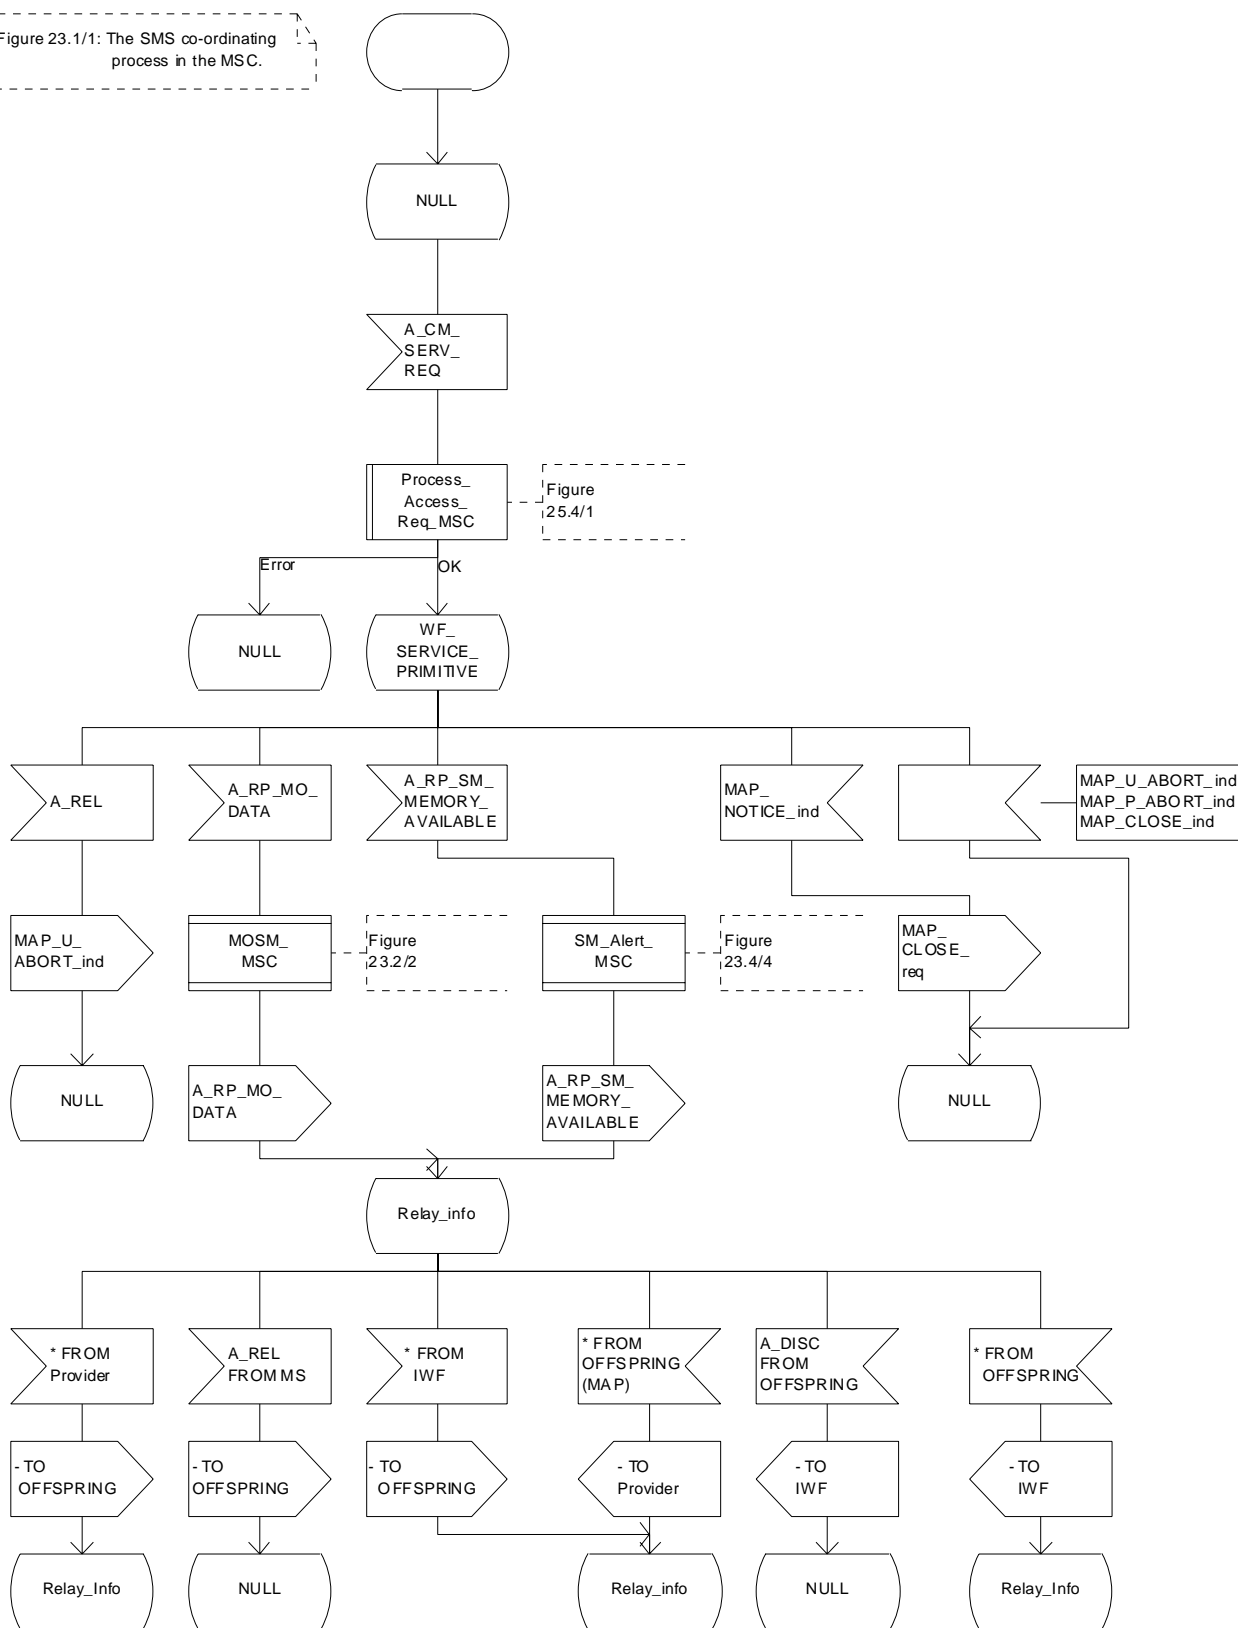 Figure 23.1/1: The SMS co-ordinating
process in the MSC.
NULL
A_CM_
SERV_
REQ
Process_
Access_
Req_MSC
Figure
25.4/1
Error
OK
NULL
WF_
SERVICE_
PRIMITIVE
A_REL
A_RP_MO_
DATA
A_RP_SM_
MEMORY_
AVAILABLE
MAP_
NOTICE_ind
MAP_U_ABORT_ind
MAP_P_ABORT_ind
MAP_CLOSE_ind
MAP_U_
ABORT_ind
MOSM_
MSC
Figure
23.2/2
SM_Alert_
MSC
Figure
23.4/4
MAP_
CLOSE_
req
NULL
A_RP_MO_
DATA
A_RP_SM_
MEMORY_
AVAILABLE
NULL
Relay_info
* FROM
Provider
A_REL
FROM MS
* FROM
IWF
* FROM
OFFSPRING
(MAP)
A_DISC
FROM
OFFSPRING
* FROM
OFFSPRING
- TO
OFFSPRING
- TO
OFFSPRING
- TO
OFFSPRING
- TO
Provider
- TO
IWF
- TO
IWF
Relay_Info
NULL
Relay_info
NULL
Relay_Info